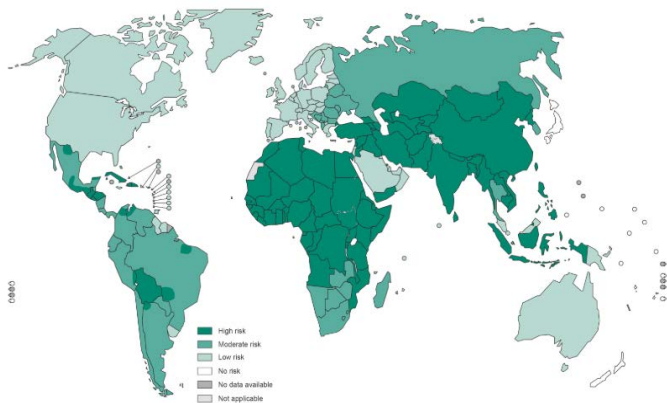 High risk
Moderate risk
Low risk
No risk
No data available
Not applicable